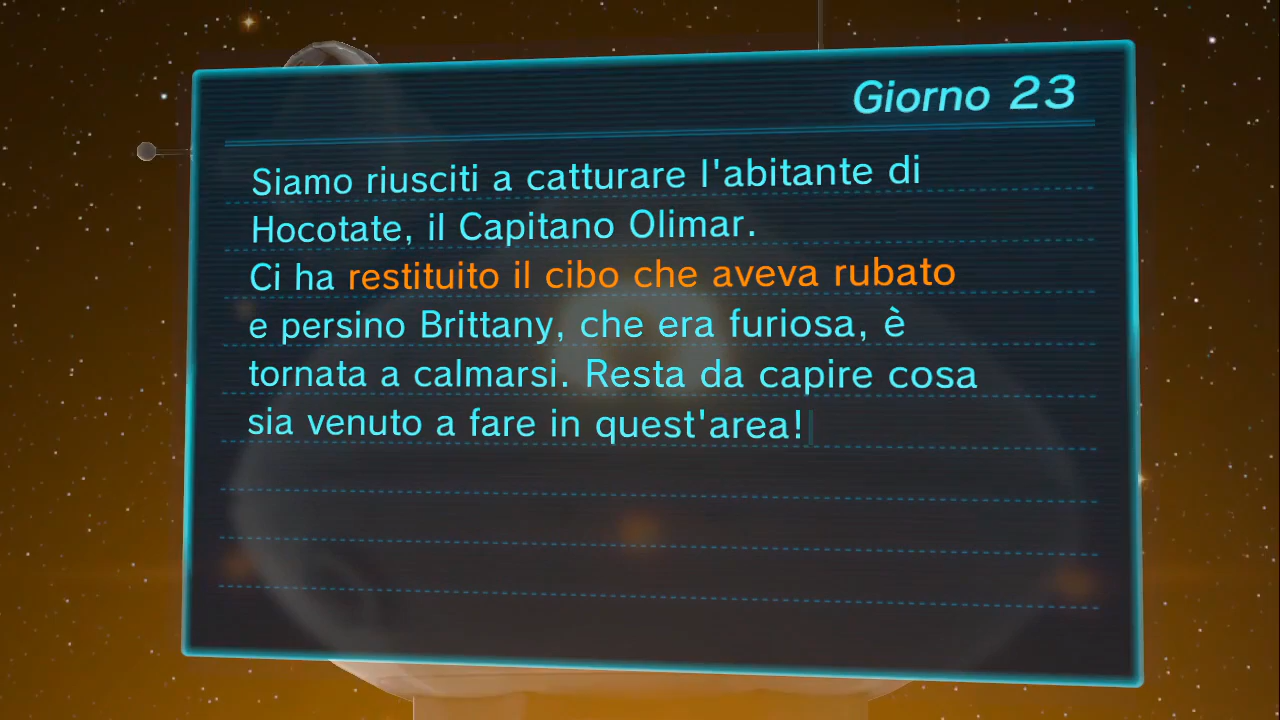 Giorno 23
Siamo riusciti a catturare l'abitante di
Hocotate, il Capitano Olimar.
Ci ha restituito il cibo che aveva rubato
e persino Brittany, che era furiosa, è
tornata a calmarsi. Resta da capire cosa
sia venuto a fare in quest'area!